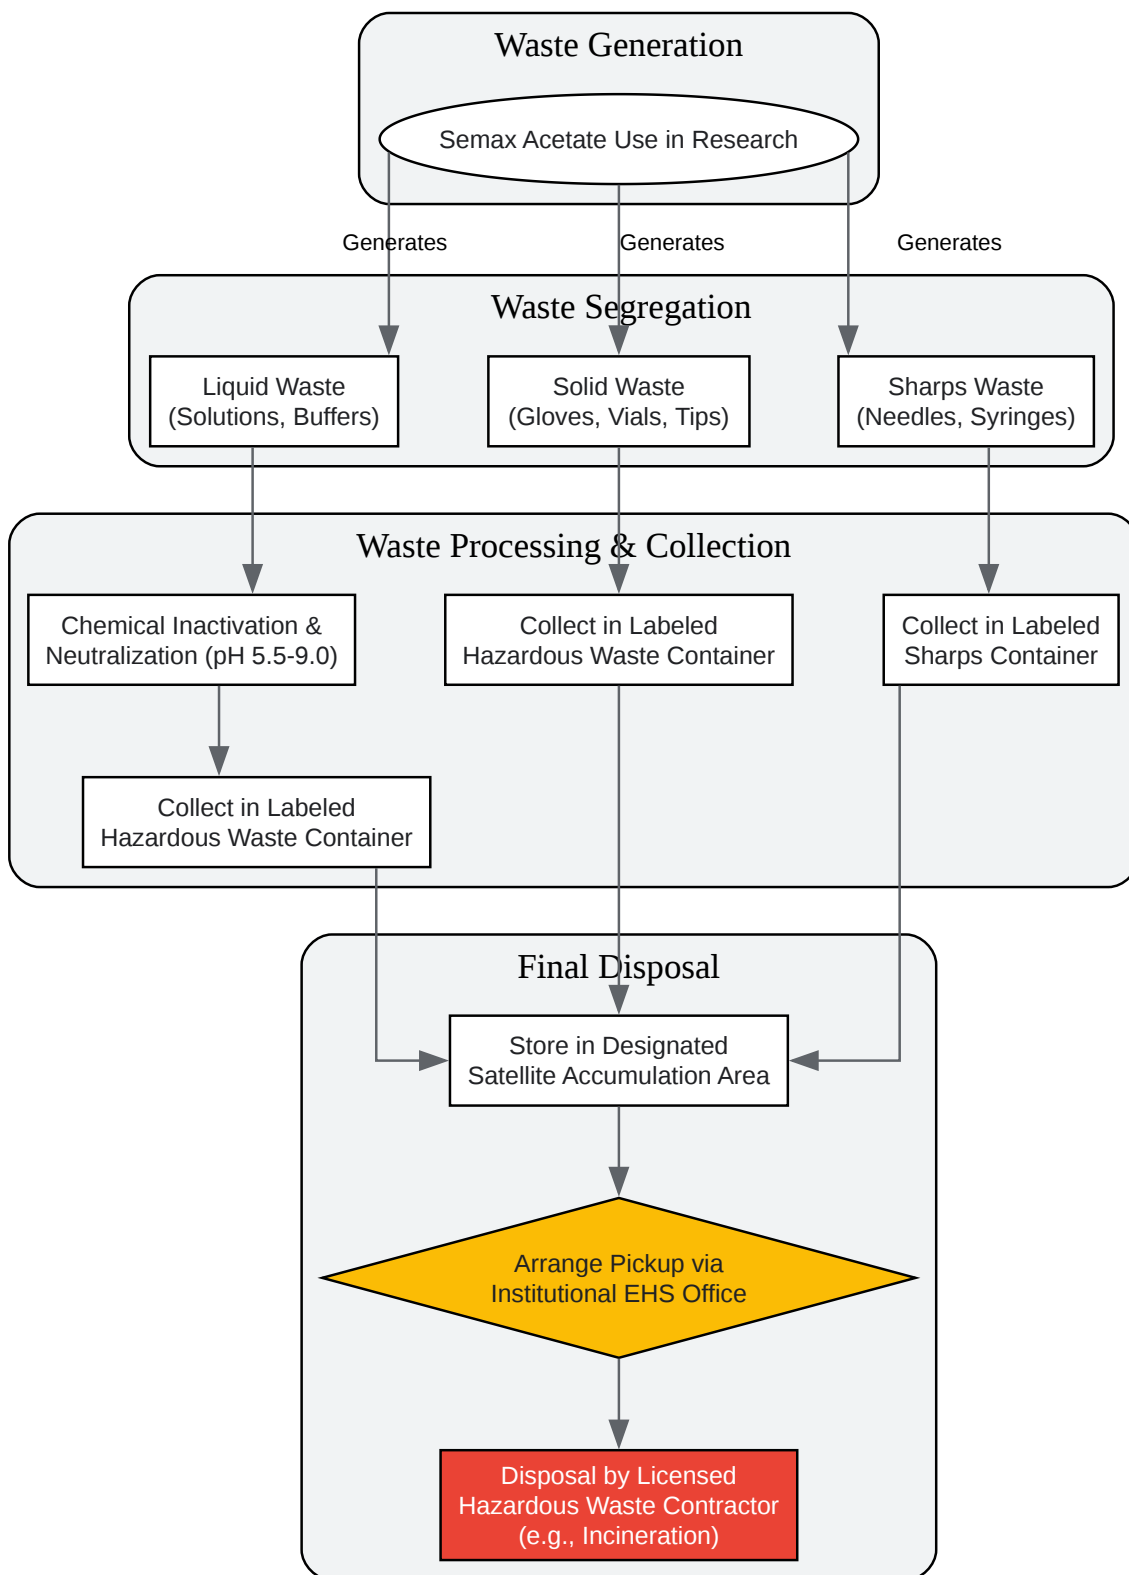 Waste Generation
Semax Acetate Use in Research
Generates
Generates
Generates
Waste Segregation
Liquid Waste
(Solutions, Buffers)
Solid Waste
(Gloves, Vials, Tips)
Sharps Waste
(Needles, Syringes)
Waste Processing & Collection
Chemical Inactivation &
Neutralization (pH 5.5-9.0)
Collect in Labeled
Hazardous Waste Container
Collect in Labeled
Sharps Container
Collect in Labeled
Hazardous Waste Container
Final Disposal
Store in Designated
Satellite Accumulation Area
Arrange Pickup via
Institutional EHS Office
Disposal by Licensed
Hazardous Waste Contractor
(e.g., Incineration)